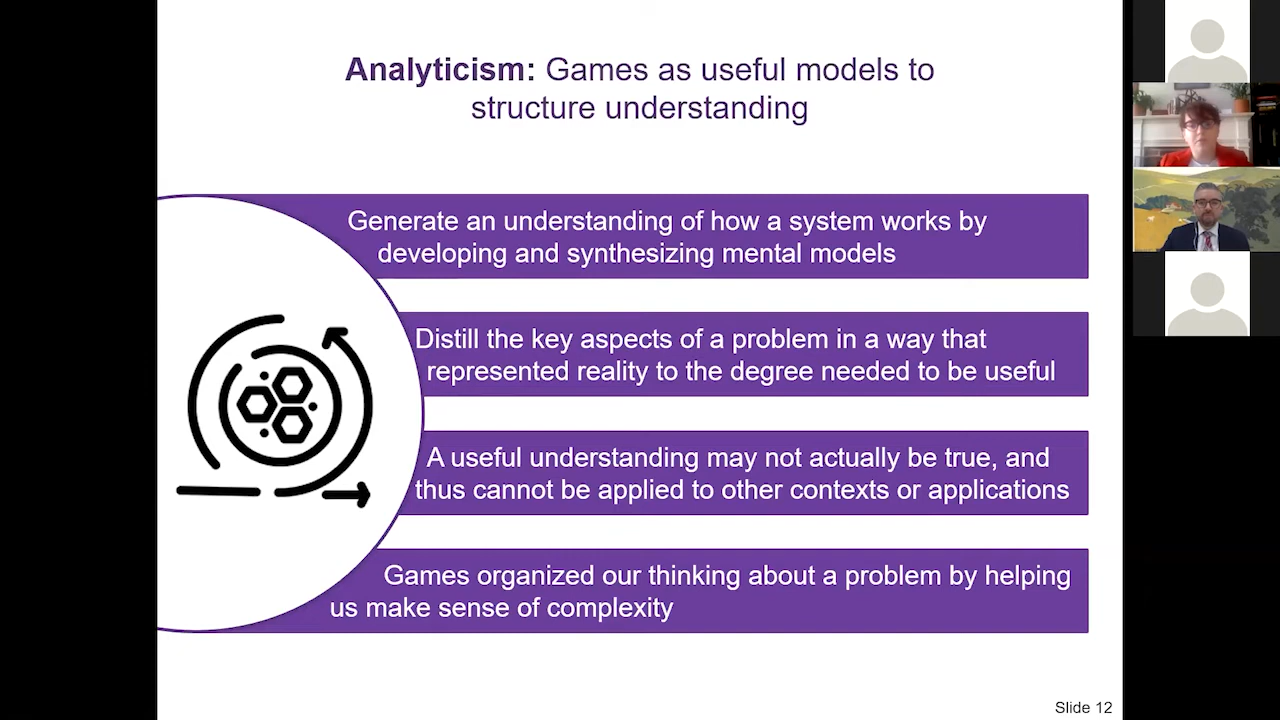 Analyticism: Games as useful models to
structure understanding
Generate an understanding of how a system works by
developing and synthesizing mental models
Distill the key aspects of a problem in a way that
represented reality to the degree needed to be useful
A useful understanding may not actually be true, and
thus cannot be applied to other contexts or applications
Games organized our thinking about a problem by helping
us make sense of complexity
Slide 12